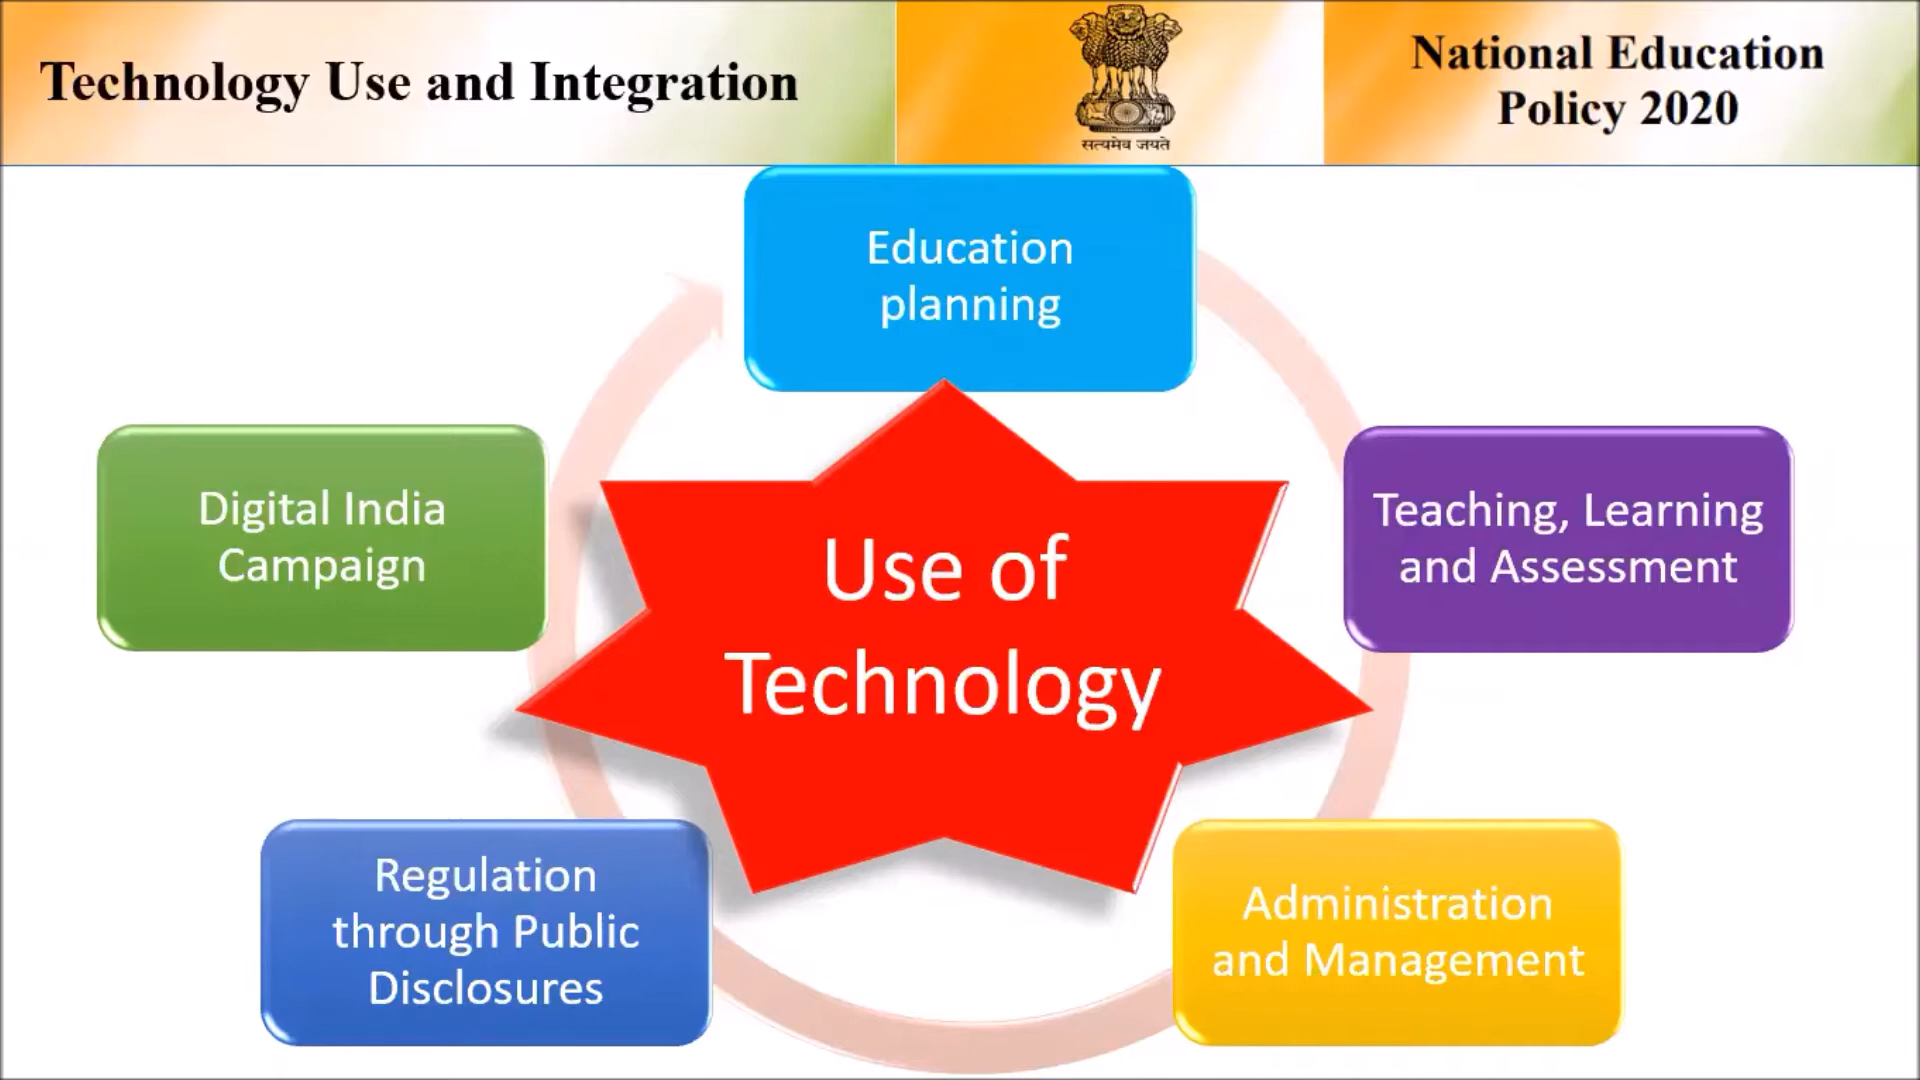 Technology Use and Integration
सत्यमेव जयते
National Education
Policy 2020
Education
planning
Digital India
Campaign
Teaching, Learning
and Assessment
Use of
Technology
Regulation
through Public
Disclosures
Administration
and Management